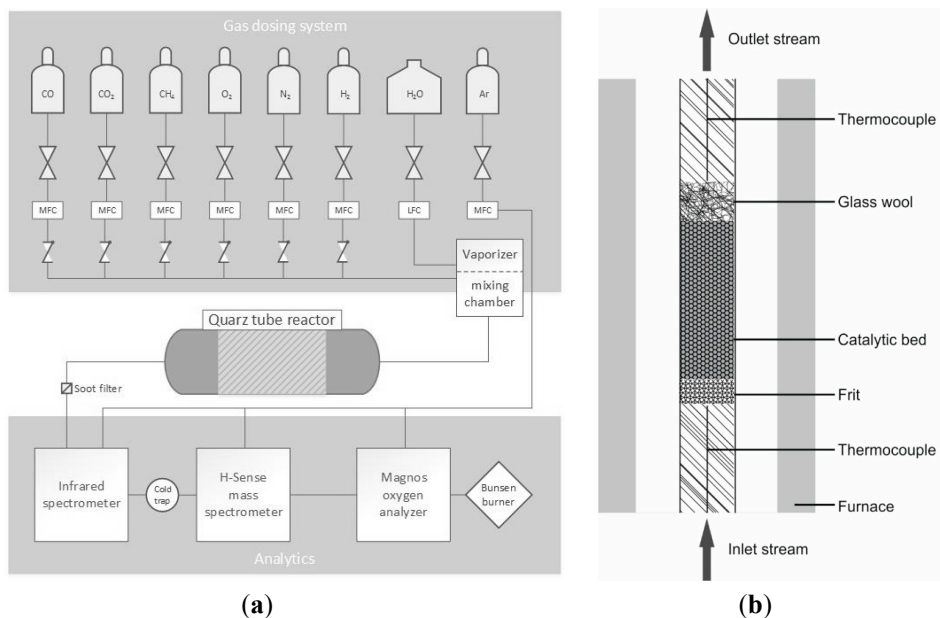 Gas dosing system
CO
CO₂
CH₄
O₂
N₂
H₂
H₂O
Ar
MFC
MFC
MFC
MFC
MFC
MFC
LFC
MFC
Vaporizer
mixing
chamber
Quarz tube reactor
Soot filter
Infrared
spectrometer
Cold
trap
H-Sense
mass
spectrometer
Magnos
oxygen
analyzer
Bunsen
burner
Analytics
(a)
Outlet stream
Thermocouple
Glass wool
Catalytic bed
Frit
Thermocouple
Furnace
Inlet stream
(b)